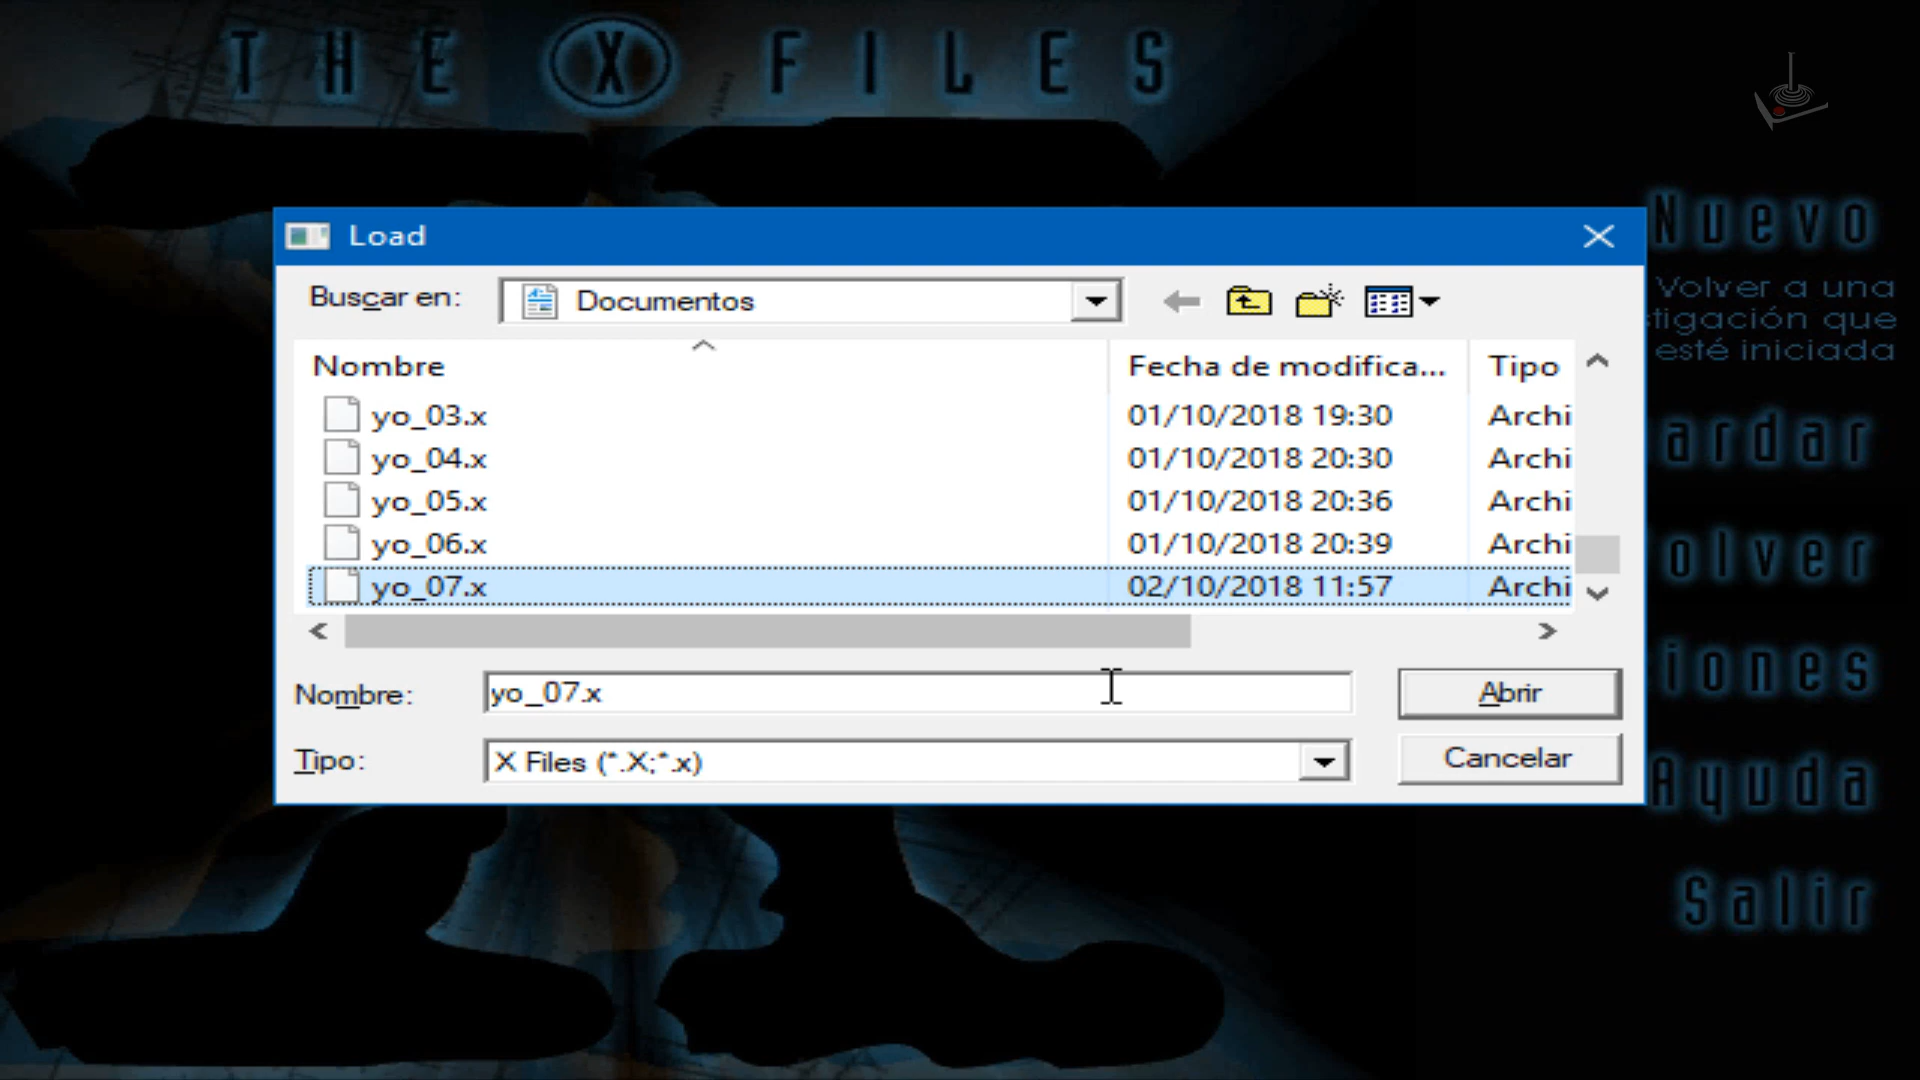 THE X FILES
Nuevo
Load
Buscar en:
Documentos
Volver a una
tigación que
esté iniciada
Nombre
Fecha de modifica...
Tipo
yo_03.x
01/10/2018 19:30
Archi
yo_04.x
01/10/2018 20:30
Archi
ardar
yo_05.x
01/10/2018 20:36
Archi
yo_06.x
01/10/2018 20:39
Archi
olver
yo_07.x
02/10/2018 11:57
Archi
iones
Nombre:
yo_07.x
Abrir
Tipo:
X Files (*.X;*.x)
Cancelar
Ayuda
Salir